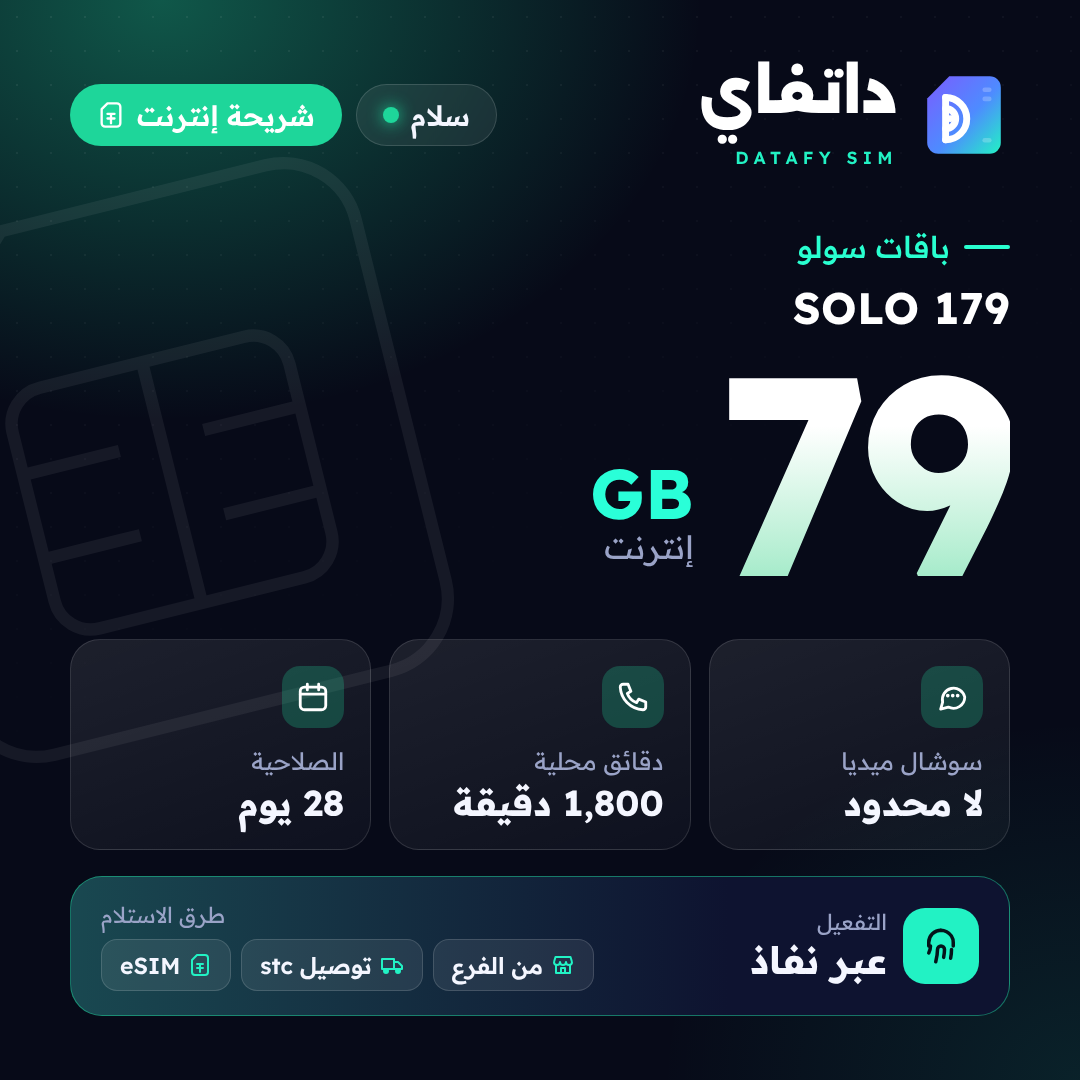 داتفاي
DATAFY SIM
سلام
شريحة إنترنت
باقات سولو
SOLO 179
79
GB
إنترنت
سوشال ميديا
لا محدود
دقائق محلية
1,800 دقيقة
الصلاحية
28 يوم
التفعيل
عبر نفاذ
طرق الاستلام
من الفرع
توصيل stc
eSIM